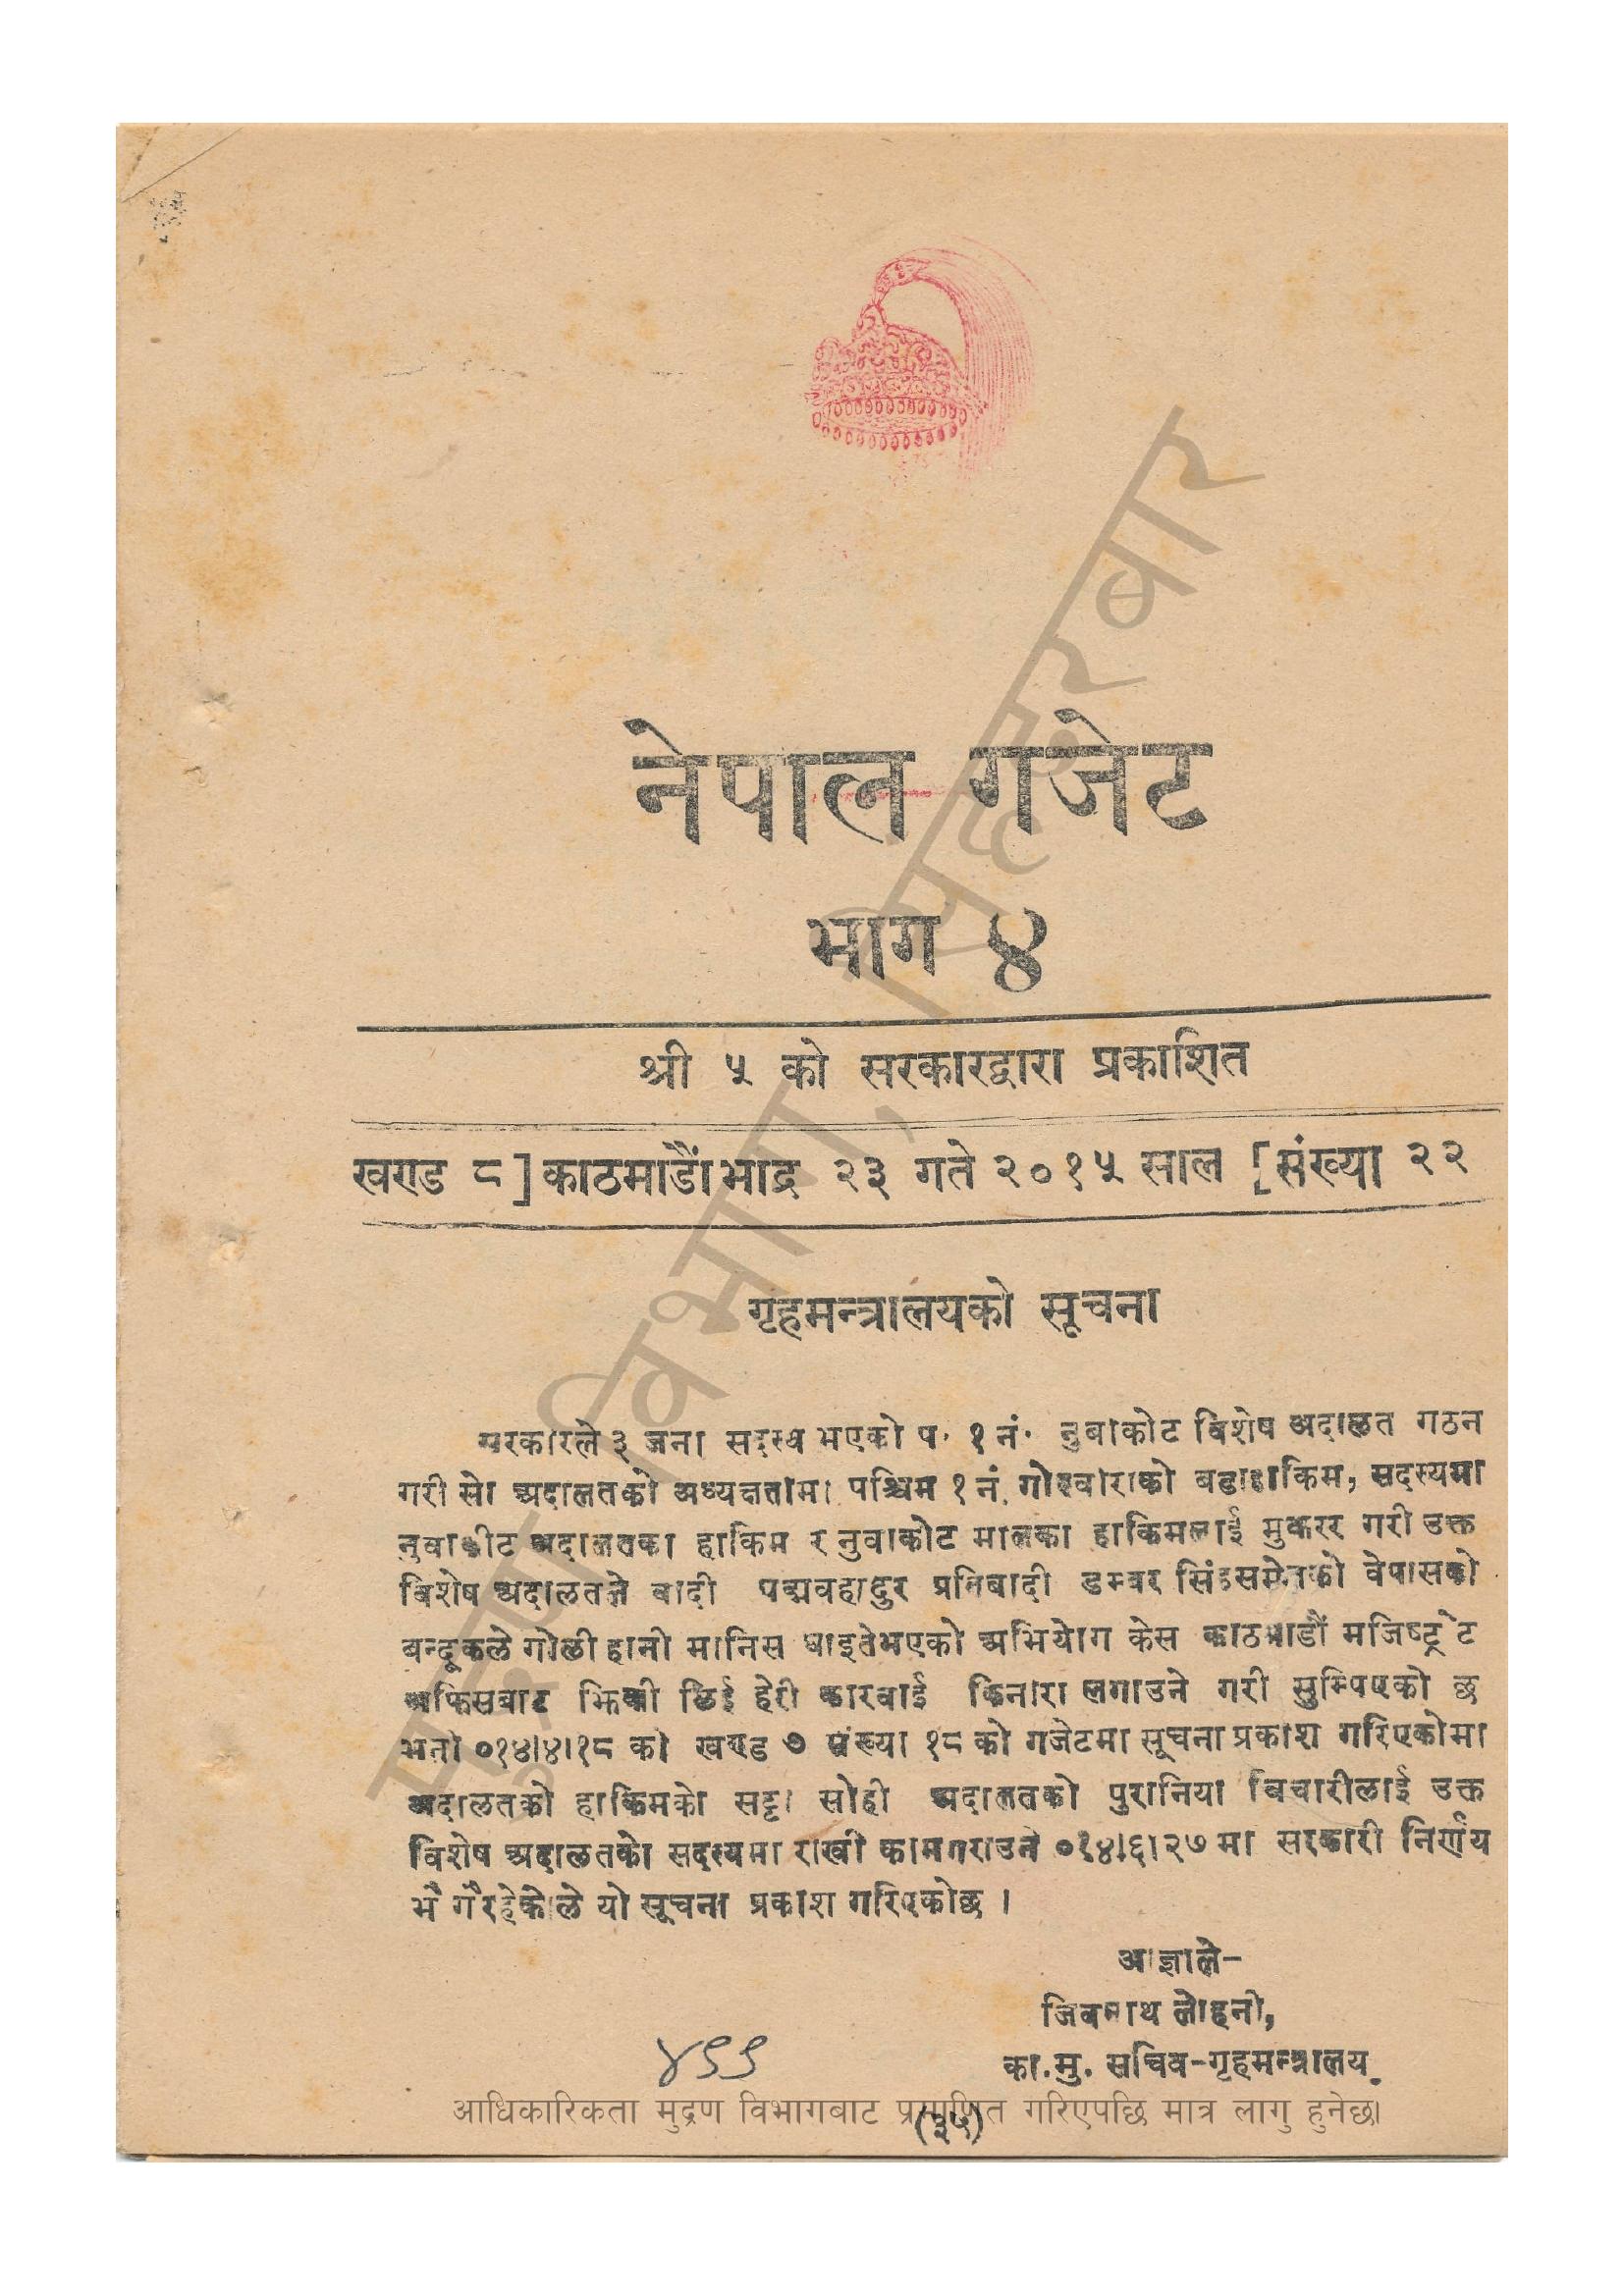 नेपाल गजेट
भाग ४
श्री ५ को सरकारद्वारा प्रकाशित
खण्ड ८] काठमाडौं भाद्र २३ गते २०१५ साल [संख्या २२
गृहमन्त्रालयको सूचना
सरकारले ३ जना सदस्य भएको प. १ नं. नुवाकोट विशेष अदालत गठन
गरी सो अदालतको अध्यक्षतामा पश्चिम १ नं. गोश्वाराको बडाहाकिम, सदस्यमा
नुवाकोट अदालतका हाकिम र नुवाकोट मालका हाकिमलाई मुकरर गरी उक्त
विशेष अदालतले वादी पद्मवहादुर प्रतिवादी डम्बर सिंहसमेतको वेपासको
बन्दूकले गोली हानी मानिस घाइतेभएको अभियोग केस काठमाडौं मजिष्ट्रेट
अफिसबाट झिकी लिई हेरी कारवाई किनारा लगाउने गरी सुम्पिएको छ
भनी ०१४।४।१८ को खण्ड ७ संख्या १८ को गजेटमा सूचना प्रकाश गरिएकोमा
अदालतको हाकिमको सट्टा सोही अदालतको पुरानिया विचारीलाई उक्त
विशेष अदालतको सदस्यमा राखी कामगराउने ०१४।६।२७ मा सरकारी निर्णय
भै गैरहेकोले यो सूचना प्रकाश गरिएकोछ ।
आज्ञाले-
जिवनाथ लोहनी,
का.मु. सचिव-गृहमन्त्रालय.
४९९
आधिकारिकता मुद्रण विभागबाट प्रमाणित गरिएपछि मात्र लागु हुनेछ।
(३५)
मुद्रण विभाग, सिंहदरबार